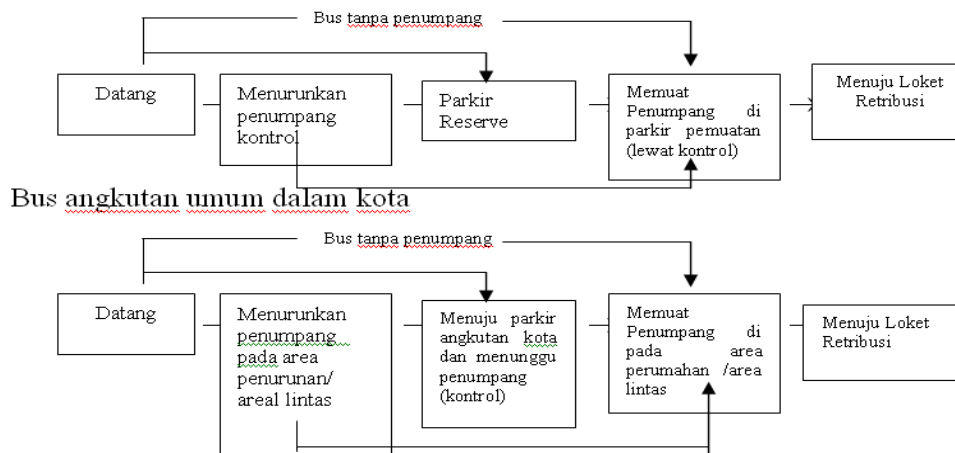 Bus tanpa penumpang
Datang
Menurunkan
penumpang
kontrol
Parkir
Reserve
Memuat
Penumpang di
parkir pemuatan
(lewat kontrol)
Menuju Loket
Retribusi
Bus angkutan umum dalam kota
Bus tanpa penumpang
Datang
Menurunkan
penumpang
pada area
penurunan/
areal lintas
Menuju parkir
angkutan kota
dan menunggu
penumpang
(kontrol)
Memuat
Penumpang di
pada area
perumahan /area
lintas
Menuju Loket
Retribusi